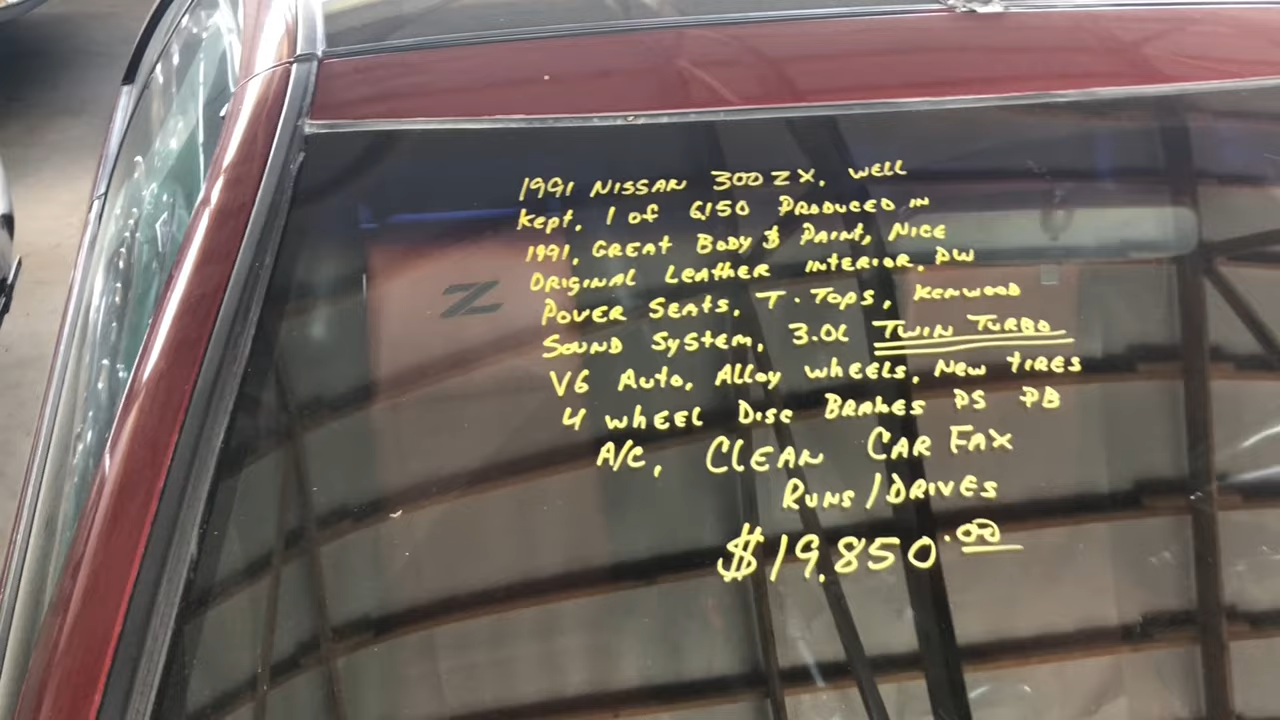 1991 NISSAN 300ZX. WELL
KEPT. 1 OF 6150 PRODUCED IN
1991. GREAT BODY & PAINT, NICE
ORIGINAL LEATHER INTERIOR. PW
POWER SEATS. T-TOPS, KENWOOD
SOUND SYSTEM. 3.0L TWIN TURBO
V6 AUTO. ALLOY WHEELS. NEW TIRES
4 WHEEL DISC BRAKES PS PB
A/C, CLEAN CAR FAX
RUNS/DRIVES
$19,850.00
Z